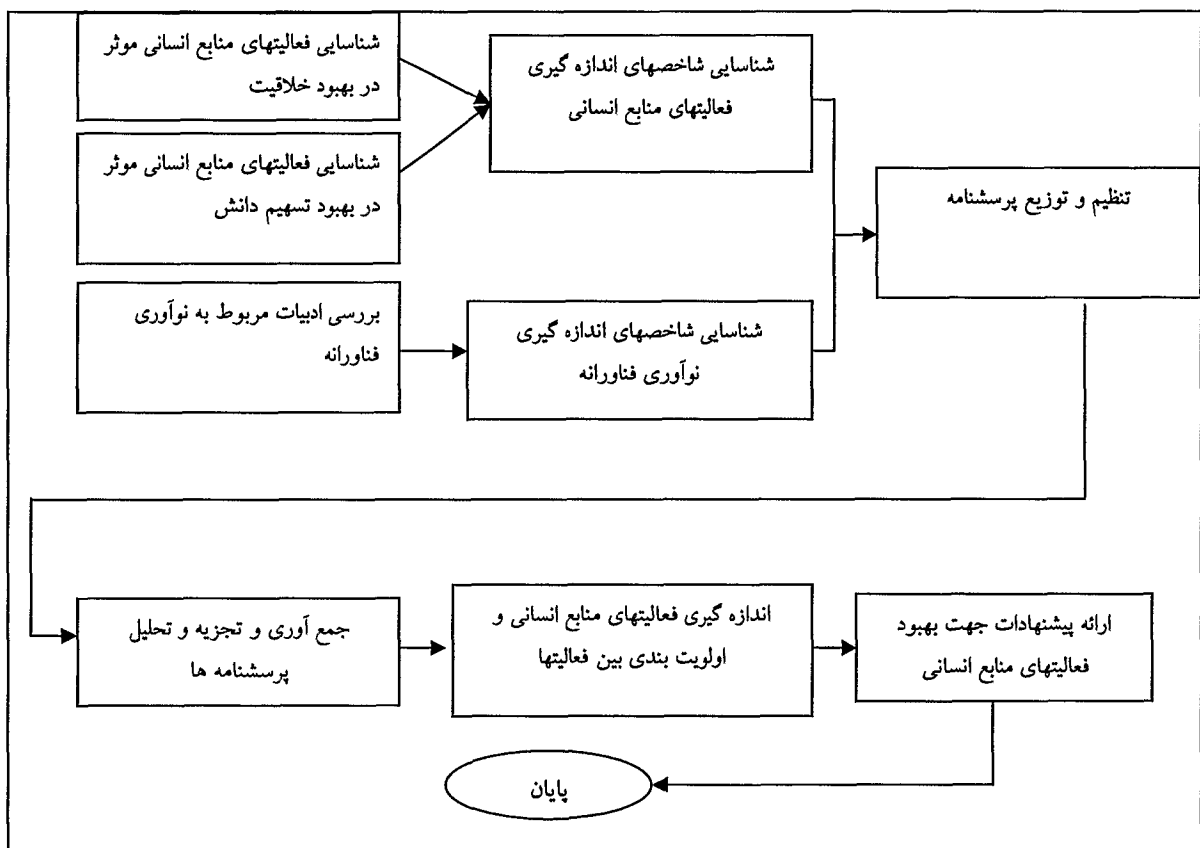 شناسایی فعالیتهای منابع انسانی موثر
در بهبود خلاقیت
شناسایی فعالیتهای منابع انسانی موثر
در بهبود تسهیم دانش
بررسی ادبیات مربوط به نوآوری
فناورانه
شناسایی شاخصهای اندازه گیری
فعالیتهای منابع انسانی
شناسایی شاخصهای اندازه گیری
نوآوری فناورانه
تنظیم و توزیع پرسشنامه
جمع آوری و تجزیه و تحلیل
پرسشنامه ها
اندازه گیری فعالیتهای منابع انسانی و
اولویت بندی بین فعالیتها
ارائه پیشنهادات جهت بهبود
فعالیتهای منابع انسانی
پایان